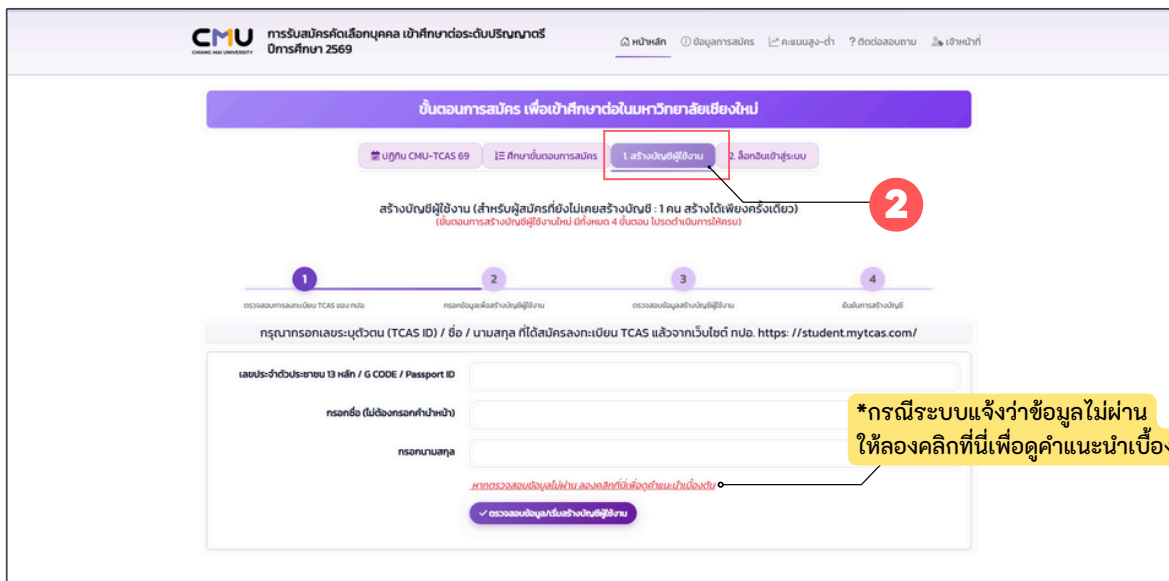 CMU
CHIANG MAI UNIVERSITY
การรับสมัครคัดเลือกบุคคล เข้าศึกษาต่อระดับปริญญาตรี
ปีการศึกษา 2569
หน้าหลัก ข้อมูลการสมัคร คะแนนสูง-ต่ำ ? ติดต่อสอบถาม เจ้าหน้าที่
ขั้นตอนการสมัคร เพื่อเข้าศึกษาต่อในมหาวิทยาลัยเชียงใหม่
ปฏิทิน CMU-TCAS 69 ศึกษาขั้นตอนการสมัคร 1. สร้างบัญชีผู้ใช้งาน 2. ล็อกอินเข้าสู่ระบบ
2
สร้างบัญชีผู้ใช้งาน (สำหรับผู้สมัครที่ยังไม่เคยสร้างบัญชี : 1 คน สร้างได้เพียงครั้งเดียว)
(ขั้นตอนการสร้างบัญชีผู้ใช้งานใหม่ มีทั้งหมด 4 ขั้นตอน โปรดดำเนินการให้ครบ)
1 2 3 4
ตรวจสอบการลงทะเบียน TCAS ของ ทปอ. กรอกข้อมูลเพื่อสร้างบัญชีผู้ใช้งาน ตรวจสอบข้อมูลสร้างบัญชีผู้ใช้งาน ยืนยันการสร้างบัญชี
กรุณากรอกเลขระบุตัวตน (TCAS ID) / ชื่อ / นามสกุล ที่ได้สมัครลงทะเบียน TCAS แล้วจากเว็บไซต์ ทปอ. https: //student.mytcas.com/
เลขประจำตัวประชาชน 13 หลัก / G CODE / Passport ID
กรอกชื่อ (ไม่ต้องกรอกคำนำหน้า)
กรอกนามสกุล
*กรณีระบบแจ้งว่าข้อมูลไม่ผ่าน
ให้ลองคลิกที่นี่เพื่อดูคำแนะนำเบื้อง
หากตรวจสอบข้อมูลไม่ผ่าน ลองคลิกที่นี่เพื่อดูคำแนะนำเบื้องต้น
ตรวจสอบข้อมูล/เริ่มสร้างบัญชีผู้ใช้งาน